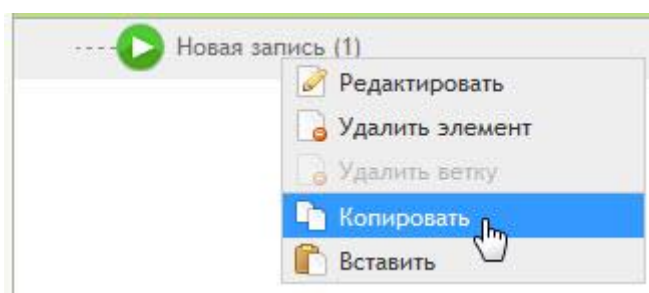 Новая запись (1)
Редактировать
Удалить элемент
Удалить ветку
Копировать
Вставить